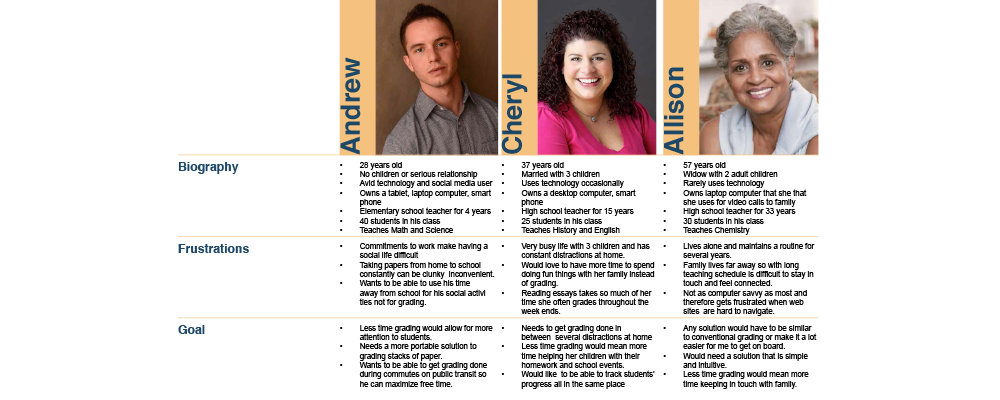 Andrew
Cheryl
Allison
Biography
• 28 years old
• No children or serious relationship
• Avid technology and social media user
• Owns a tablet, laptop computer, smart
phone
• Elementary school teacher for 4 years
• 40 students in his class
• Teaches Math and Science
• 37 years old
• Married with 3 children
• Uses technology occasionally
• Owns a desktop computer, smart
phone
• High school teacher for 15 years
• 25 students in his class
• Teaches History and English
• 57 years old
• Widow with 2 adult children
• Rarely uses technology
• Owns laptop computer that she that
she uses for video calls to family
• High school teacher for 33 years
• 30 students in his class
• Teaches Chemistry
Frustrations
• Commitments to work make having a
social life difficult
• Taking papers from home to school
constantly can be clunky inconvenient.
• Wants to be able to use his time
away from school for his social activi
ties not for grading.
• Very busy life with 3 children and has
constant distractions at home.
• Would love to have more time to spend
doing fun things with her family instead
of grading.
• Reading essays takes so much of her
time she often grades throughout the
week ends.
• Lives alone and maintains a routine for
several years.
• Family lives far away so with long
teaching schedule is difficult to stay in
touch and feel connected.
• Not as computer savvy as most and
therefore gets frustrated when web
sites are hard to navigate.
Goal
• Less time grading would allow for more
attention to students.
• Needs a more portable solution to
grading stacks of paper.
• Wants to be able to get grading done
during commutes on public transit so
he can maximize free time.
• Needs to get grading done in
between several distractions at home
• Less time grading would mean more
time helping her children with their
homework and school events.
• Would like to be able to track students'
progress all in the same place
• Any solution would have to be similar
to conventional grading or make it a lot
easier for me to get on board.
• Would need a solution that is simple
and intuitive.
• Less time grading would mean more
time keeping in touch with family.